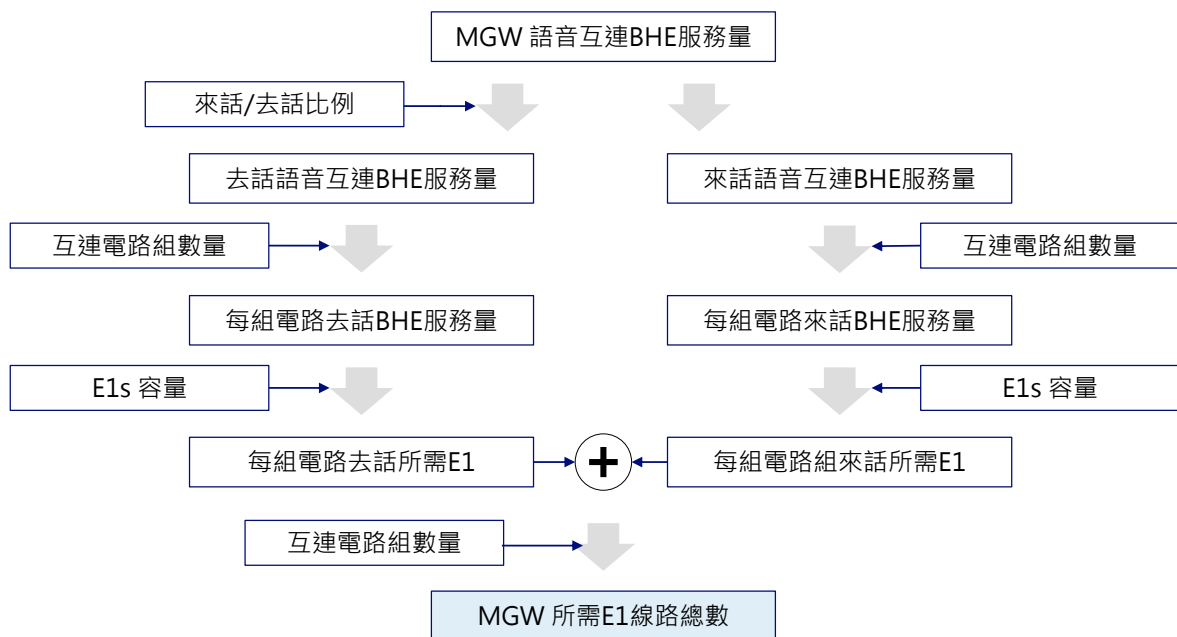 MGW 語音互連BHE服務量
來話/去話比例
去話語音互連BHE服務量
來話語音互連BHE服務量
互連電路組數量
互連電路組數量
每組電路去話BHE服務量
每組電路來話BHE服務量
E1s 容量
E1s 容量
每組電路去話所需E1
+
每組電路組來話所需E1
互連電路組數量
MGW 所需E1線路總數